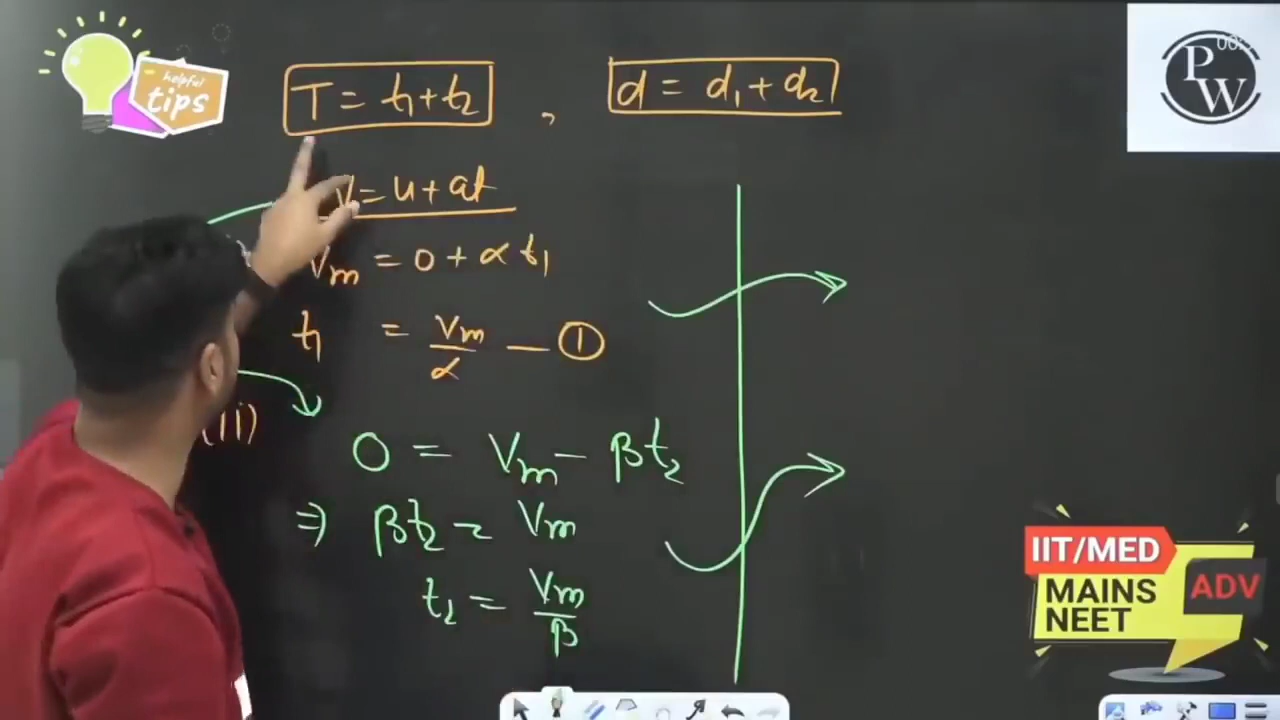 helpful
tips
T = t₁ + t₂ , d = d₁ + d₂
PW
V = u + at
Vm = 0 + α t₁
t₁ = Vm/α — ①
(ii)
0 = Vm − βt₂
⇒ βt₂ = Vm
t₂ = Vm/β
IIT/MED
MAINS
NEET
ADV